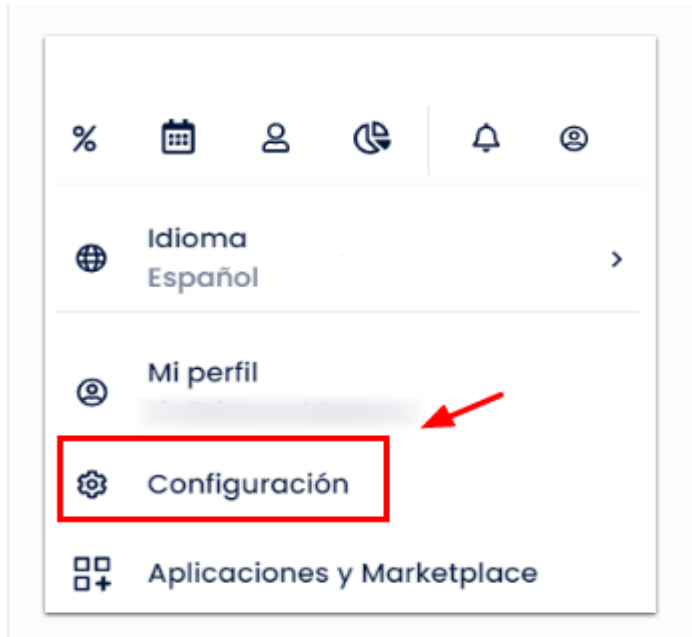 Idioma
Español
Mi perfil
Configuración
Aplicaciones y Marketplace